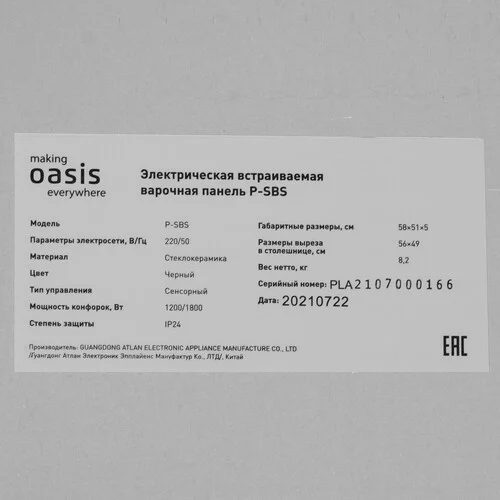 making
oasis
everywhere
Электрическая встраиваемая
варочная панель P-SBS
Модель P-SBS
Параметры электросети, В/Гц 220/50
Материал Стеклокерамика
Цвет Черный
Тип управления Сенсорный
Мощность конфорок, Вт 1200/1800
Степень защиты IP24
Габаритные размеры, см 58×51×5
Размеры выреза
в столешнице, см 56×49
Вес нетто, кг 8,2
Серийный номер: PLA2107000166
Дата: 20210722
Производитель: GUANGDONG ATLAN ELECTRONIC APPLIANCE MANUFACTURE CO., LTD
/Гуангдонг Атлан Электроник Эпплайенс Мануфактур Ко., ЛТД/, Китай
EAC